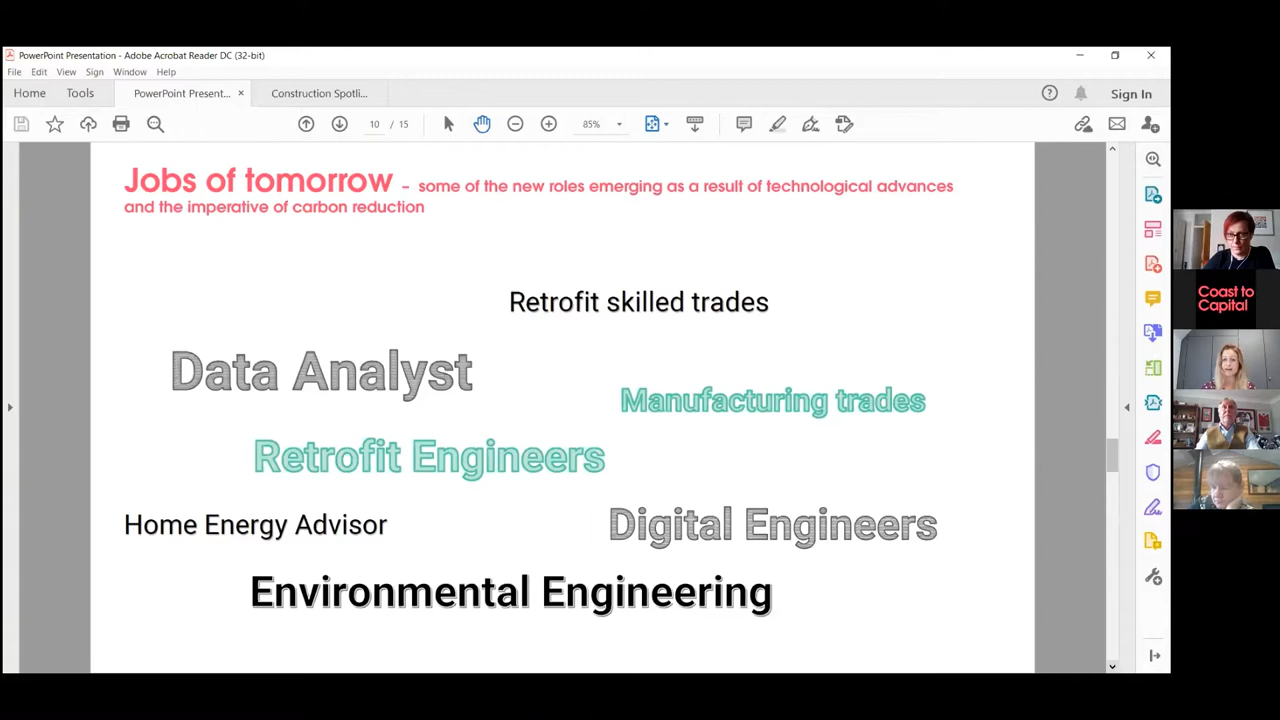 PowerPoint Presentation - Adobe Acrobat Reader DC (32-bit)
File Edit View Sign Window Help
Home Tools PowerPoint Present... × Construction Spotli... Sign In
10 / 15 85%
Jobs of tomorrow – some of the new roles emerging as a result of technological advances
and the imperative of carbon reduction
Retrofit skilled trades
Data Analyst
Manufacturing trades
Retrofit Engineers
Home Energy Advisor
Digital Engineers
Environmental Engineering
Coast to
Capital